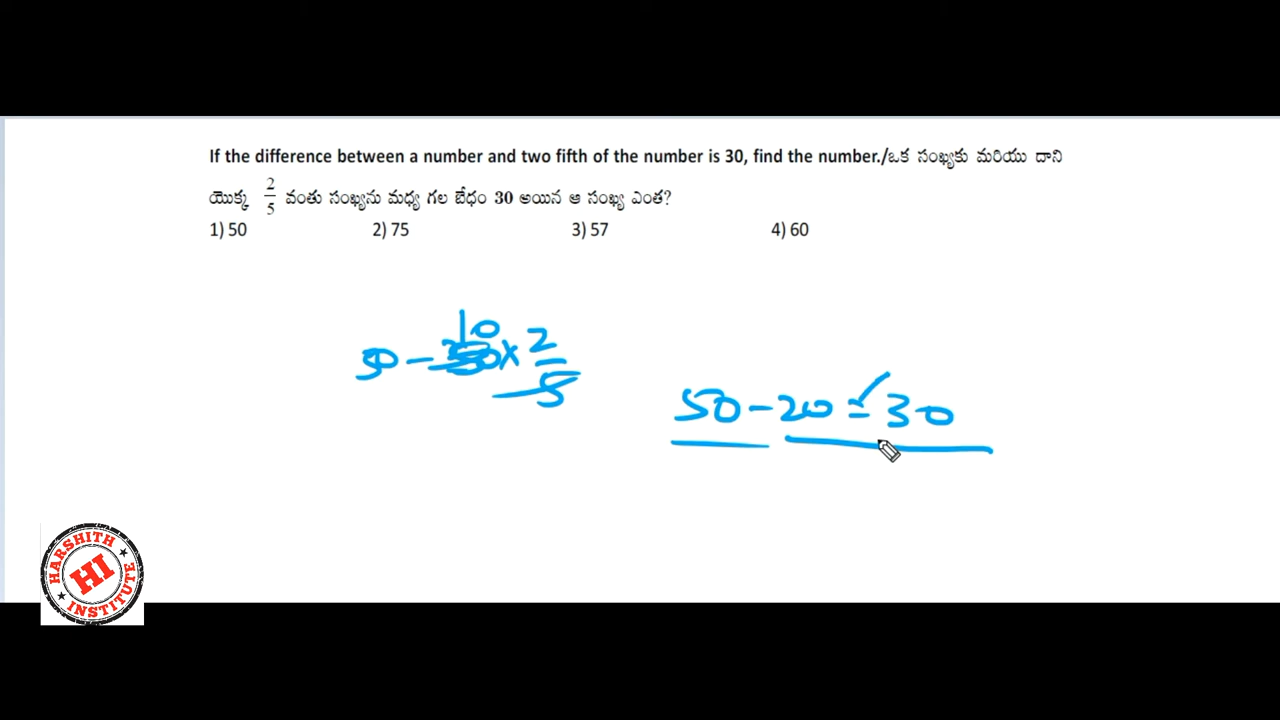 If the difference between a number and two fifth of the number is 30, find the number./ఒక సంఖ్యకు మరియు దాని
యొక్క 2/5 వంతు సంఖ్యను మధ్య గల బేధం 30 అయిన ఆ సంఖ్య ఎంత?
1) 50 2) 75 3) 57 4) 60
10
50 - 50 × 2/5
50 - 20 = 30
HARSHITH
HI
INSTITUTE